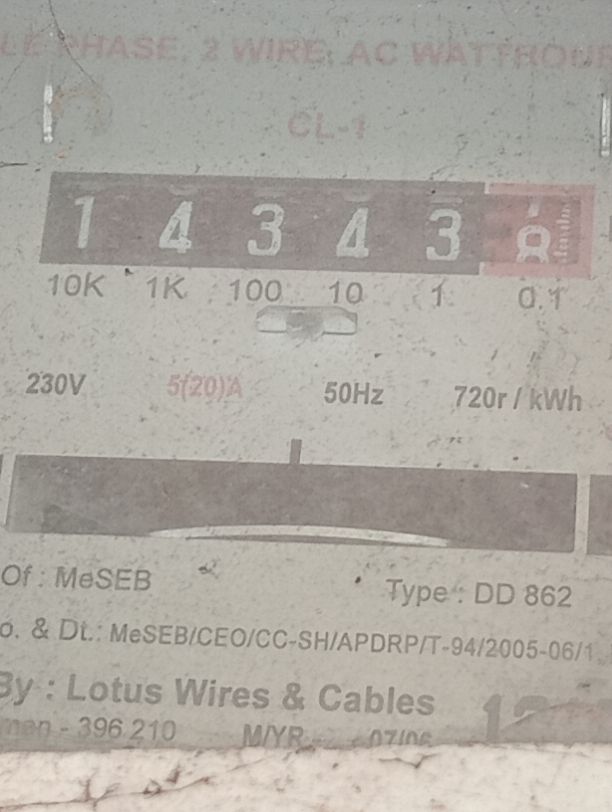 PHASE, 2 WIRE, AC WATTHOUR
CL-1
1 4 3 4 3 8
10K 1K 100 10 1 0.1
230V 5(20)A 50Hz 720r / kWh
Of : MeSEB
Type : DD 862
o. & Dt.: MeSEB/CEO/CC-SH/APDRP/T-94/2005-06/1
By : Lotus Wires & Cables
- 396 210 M/YR 07/06